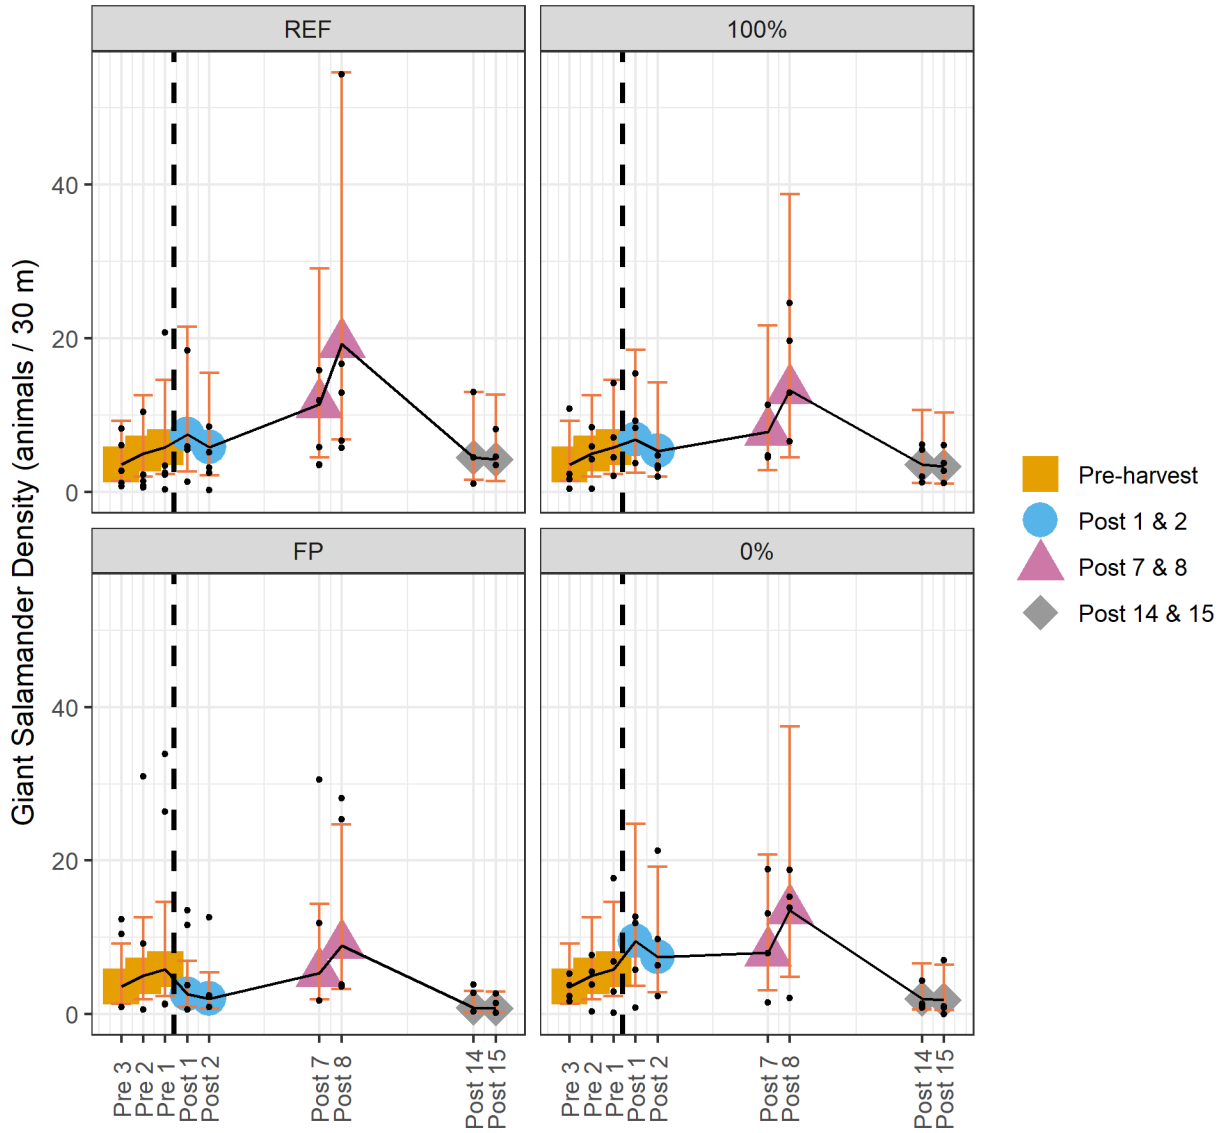 Giant Salamander Density (animals / 30 m)
REF
100%
40
20
0
FP
0%
40
20
0
Pre 3
Pre 2
Pre 1
Post 1
Post 2
Post 7
Post 8
Post 14
Post 15
Pre 3
Pre 2
Pre 1
Post 1
Post 2
Post 7
Post 8
Post 14
Post 15
Pre-harvest
Post 1 & 2
Post 7 & 8
Post 14 & 15